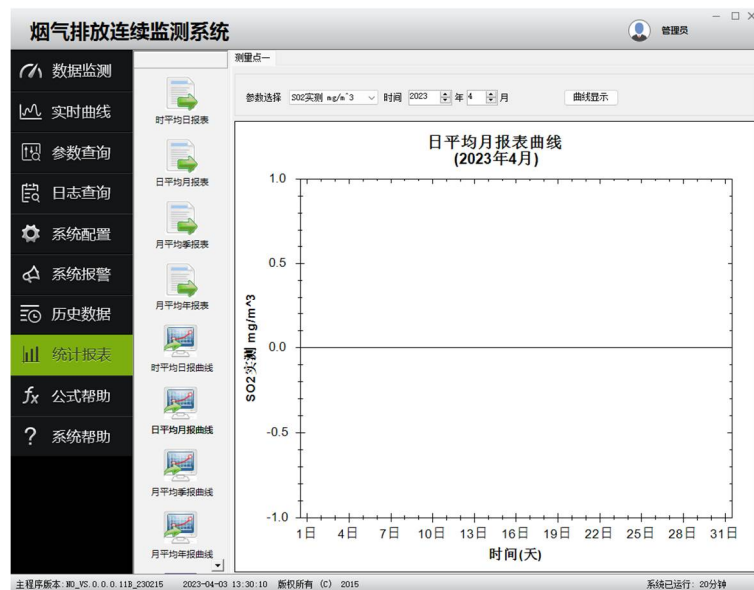 烟气排放连续监测系统
管理员
数据监测
实时曲线
参数查询
日志查询
系统配置
系统报警
历史数据
统计报表
公式帮助
系统帮助
时平均日报表
日平均月报表
月平均季报表
月平均年报表
时平均日报曲线
日平均月报曲线
月平均季报曲线
月平均年报曲线
测量点一
参数选择 SO2实测 mg/m^3 时间 2023 年 4 月 曲线显示
日平均月报表曲线
(2023年4月)
1.0
0.5
0.0
-0.5
-1.0
SO2实测 mg/m^3
1日 4日 7日 10日 13日 16日 19日 22日 25日 28日 31日
时间(天)
主程序版本:NO_VS.0.0.0.11B_230215 2023-04-03 13:30:10 版权所有 (C) 2015 系统已运行: 20分钟